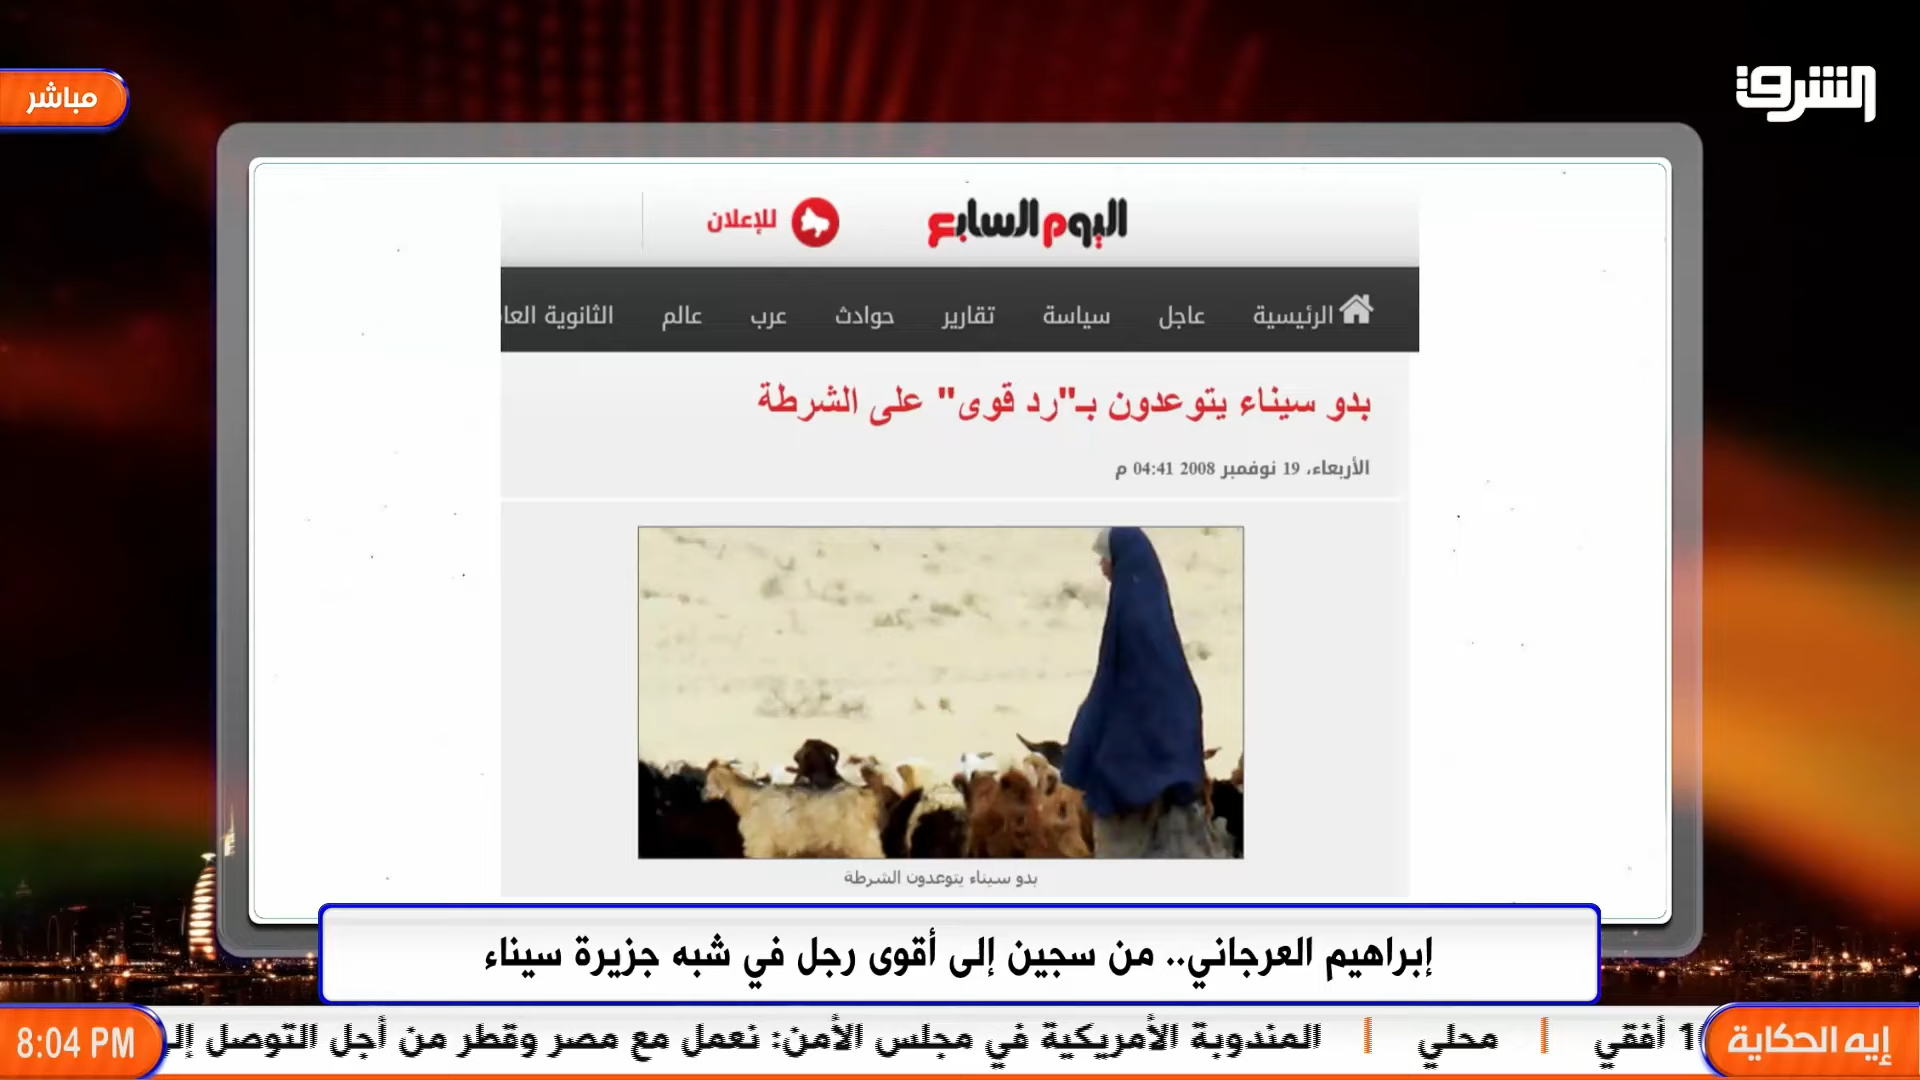 مباشر
الشرق
اليوم السابع
للإعلان
الرئيسية عاجل سياسة تقارير حوادث عرب عالم الثانوية العا
بدو سيناء يتوعدون بـ"رد قوى" على الشرطة
الأربعاء، 19 نوفمبر 2008 04:41 م
بدو سيناء يتوعدون الشرطة
إبراهيم العرجاني.. من سجين إلى أقوى رجل في شبه جزيرة سيناء
إيه الحكاية
أفقي | محلي | المندوبة الأمريكية في مجلس الأمن: نعمل مع مصر وقطر من أجل التوصل إلـ
8:04 PM